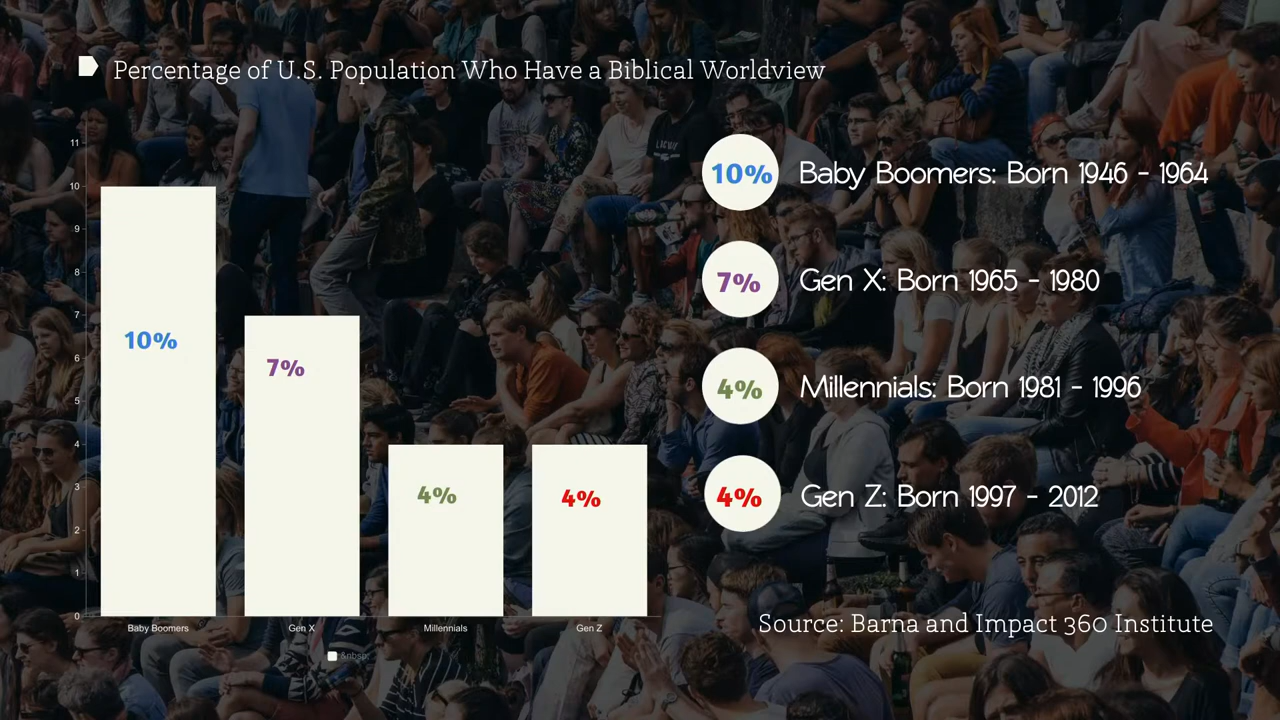 Percentage of U.S. Population Who Have a Biblical Worldview
11
10
9
8
7
6
5
4
3
2
1
0
10%
7%
4%
4%
Baby Boomers
Gen X
Millennials
Gen Z
&nbsp;
10% Baby Boomers: Born 1946 - 1964
7% Gen X: Born 1965 - 1980
4% Millennials: Born 1981 - 1996
4% Gen Z: Born 1997 - 2012
Source: Barna and Impact 360 Institute